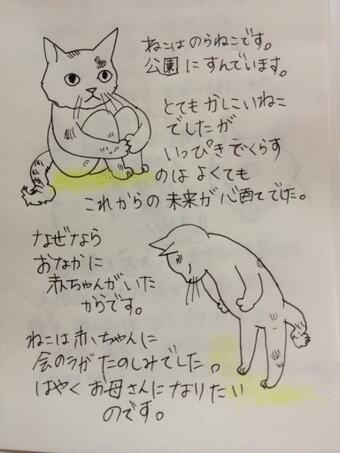 ねこはのらねこです。
公園にすんでいます。
とてもかしこいねこ
でしたが
いっぴきでくらす
のはよくても
これからの未来が心配でした。
なぜなら
おなかに
赤ちゃんがいた
からです。
ねこは赤ちゃんに
会のうがたのしみでした。
はやくお母さんになりたい
のです。